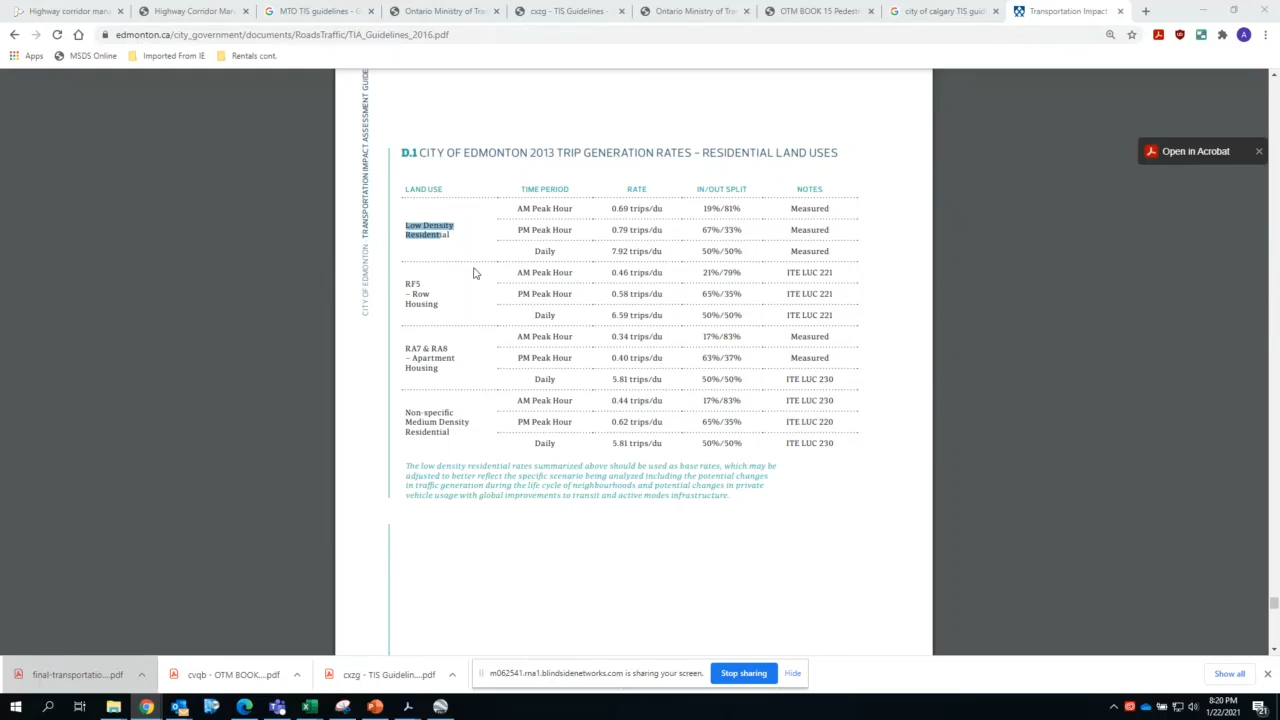 Highway corridor manag
Highway Corridor Man
MTO TIS guidelines - G
Ontario Ministry of Tra
cxzg - TIS Guidelines -
Ontario Ministry of Tra
OTM BOOK 15 Pedestr
city of calgary TIS guid
Transportation Impact
edmonton.ca/city_government/documents/RoadsTraffic/TIA_Guidelines_2016.pdf
A
Apps
MSDS Online
Imported From IE
Rentals cont.
CITY OF EDMONTON TRANSPORTATION IMPACT ASSESSMENT GUIDE
Open in Acrobat
D.1 CITY OF EDMONTON 2013 TRIP GENERATION RATES – RESIDENTIAL LAND USES
LAND USE TIME PERIOD RATE IN/OUT SPLIT NOTES
Low Density
Residential
AM Peak Hour 0.69 trips/du 19%/81% Measured
PM Peak Hour 0.79 trips/du 67%/33% Measured
Daily 7.92 trips/du 50%/50% Measured
RF5
– Row
Housing
AM Peak Hour 0.46 trips/du 21%/79% ITE LUC 221
PM Peak Hour 0.58 trips/du 65%/35% ITE LUC 221
Daily 6.59 trips/du 50%/50% ITE LUC 221
RA7 & RA8
– Apartment
Housing
AM Peak Hour 0.34 trips/du 17%/83% Measured
PM Peak Hour 0.40 trips/du 63%/37% Measured
Daily 5.81 trips/du 50%/50% ITE LUC 230
Non-specific
Medium Density
Residential
AM Peak Hour 0.44 trips/du 17%/83% ITE LUC 230
PM Peak Hour 0.62 trips/du 65%/35% ITE LUC 220
Daily 5.81 trips/du 50%/50% ITE LUC 230
The low density residential rates summarized above should be used as base rates, which may be
adjusted to better reflect the specific scenario being analyzed including the potential changes
in traffic generation during the life cycle of neighbourhoods and potential changes in private
vehicle usage with global improvements to transit and active modes infrastructure.
cvqb - OTM BOOK....pdf
cxzg - TIS Guidelin....pdf
m062541.rna1.blindsidenetworks.com is sharing your screen.
Stop sharing
Hide
Show all
8:20 PM
1/22/2021
21